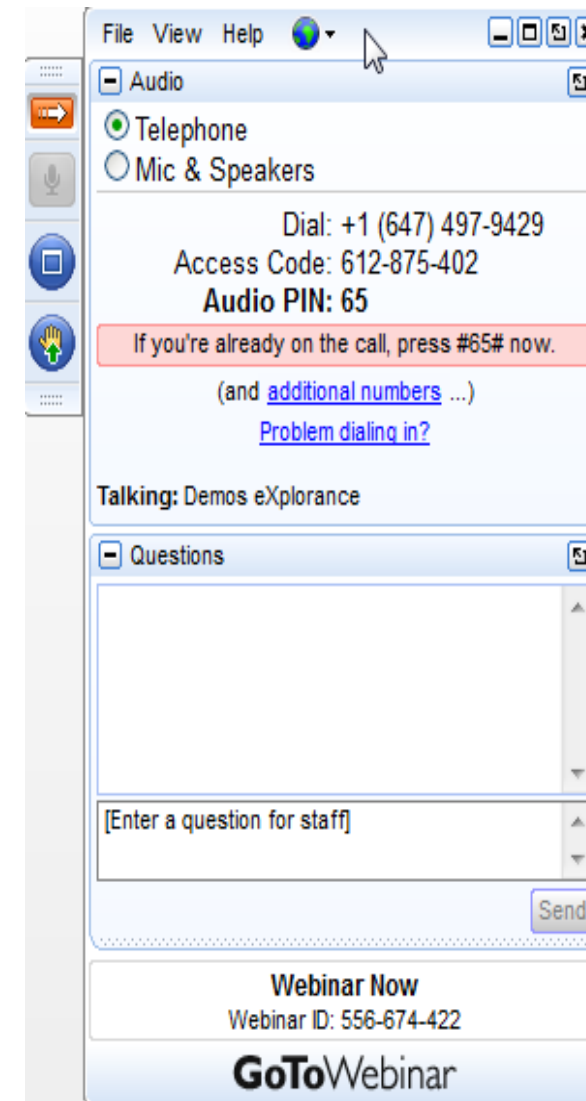 File View Help
Audio
Telephone
Mic & Speakers
Dial: +1 (647) 497-9429
Access Code: 612-875-402
Audio PIN: 65
If you're already on the call, press #65# now.
(and additional numbers ...)
Problem dialing in?
Talking: Demos eXplorance
Questions
[Enter a question for staff]
Send
Webinar Now
Webinar ID: 556-674-422
GoToWebinar